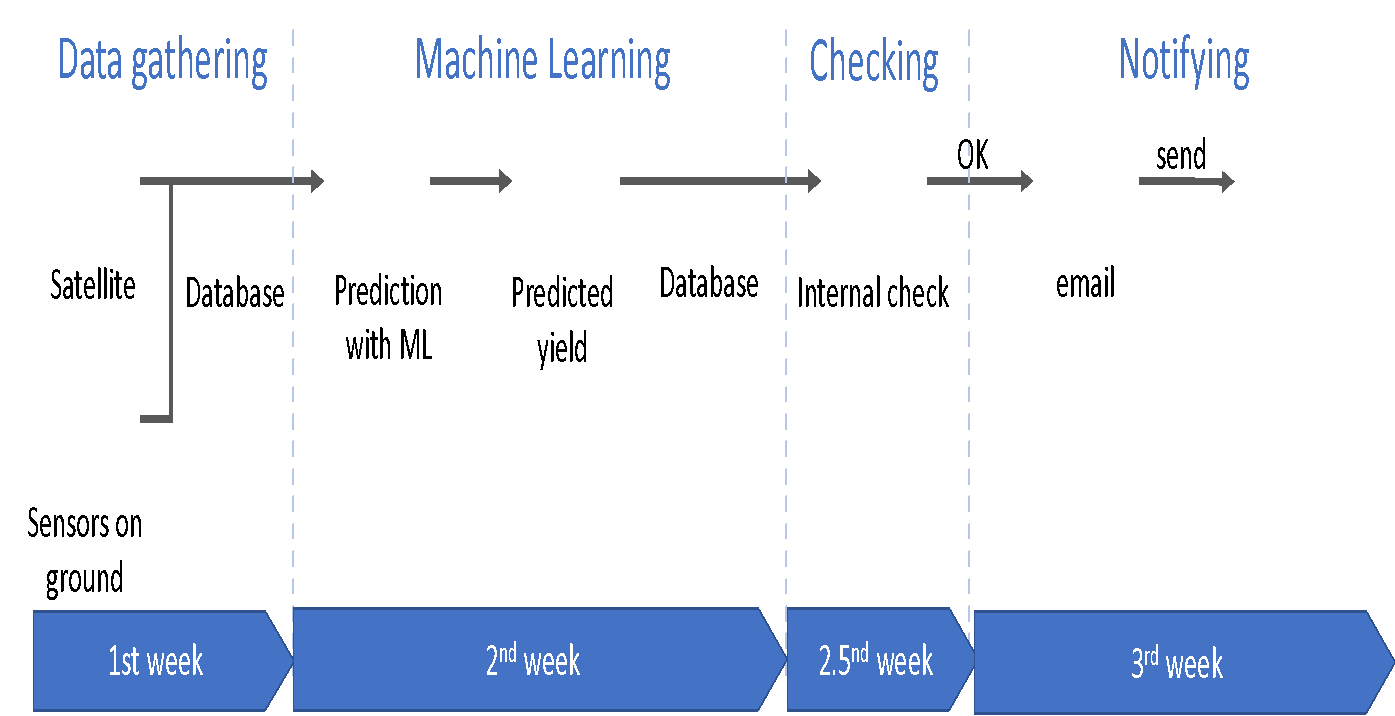 Data gathering
Machine Learning
Checking
Notifying
OK
send
Satellite
Database
Prediction
with ML
Predicted
yield
Database
Internal check
email
Sensors on
ground
1st week
2nd week
2.5nd week
3rd week